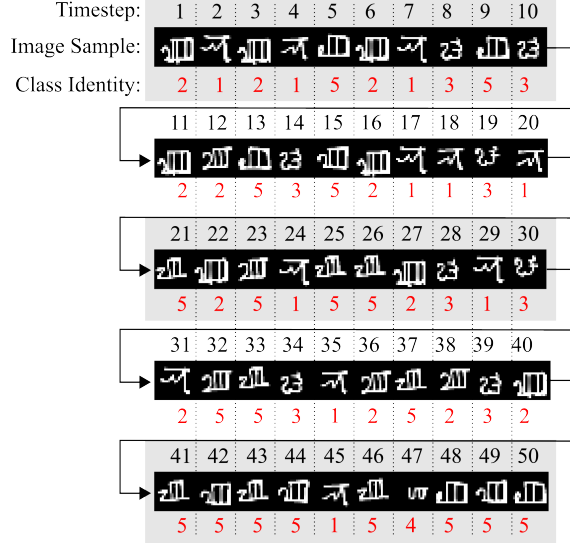 Timestep: 1 2 3 4 5 6 7 8 9 10
Image Sample:
Class Identity: 2 1 2 1 5 2 1 3 5 3
11 12 13 14 15 16 17 18 19 20
2 2 5 3 5 2 1 1 3 1
21 22 23 24 25 26 27 28 29 30
5 2 5 1 5 5 2 3 1 3
31 32 33 34 35 36 37 38 39 40
2 5 5 3 1 2 5 2 3 2
41 42 43 44 45 46 47 48 49 50
5 5 5 5 1 5 4 5 5 5